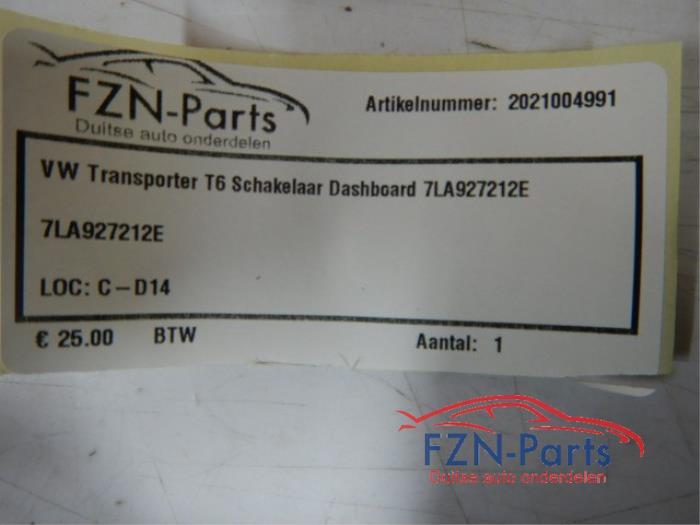 FZN-Parts
Duitse auto onderdelen
Artikelnummer: 2021004991
VW Transporter T6 Schakelaar Dashboard 7LA927212E
7LA927212E
LOC: C-D14
€ 25.00 BTW Aantal: 1
FZN-Parts
Duitse auto onderdelen